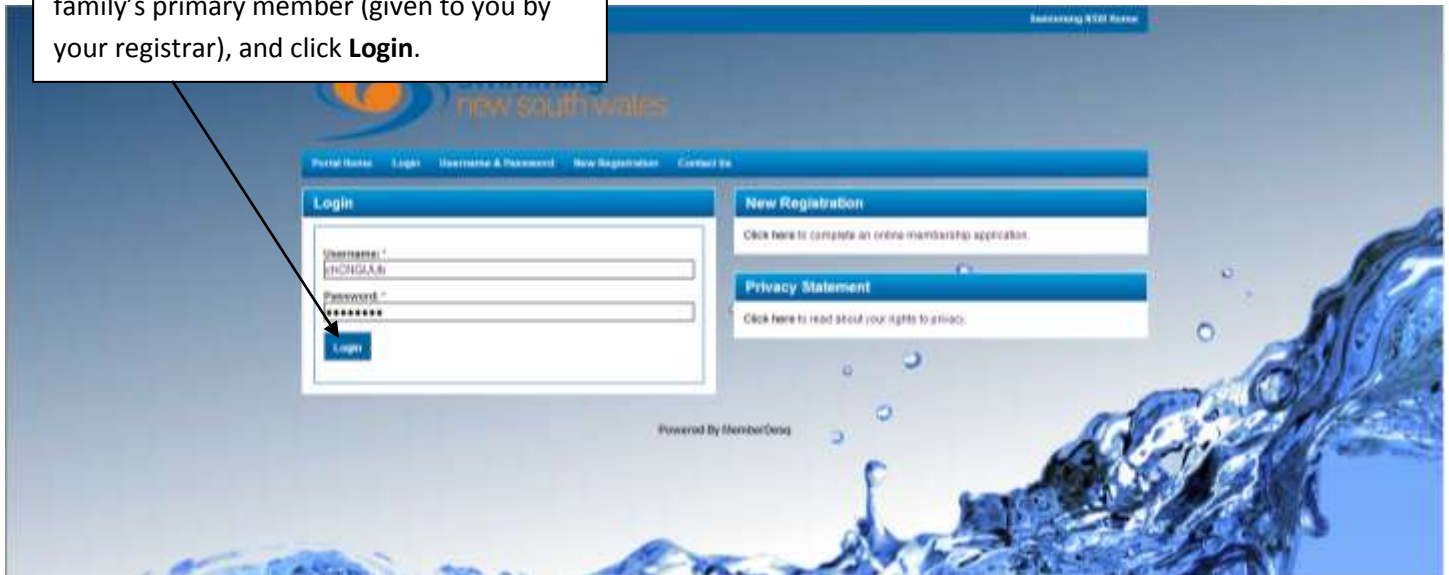 family's primary member (given to you by
your registrar), and click Login.
Swimming NSW Home
swimming
new south wales
Portal Home Login Username & Password New Registration Contact Us
Login
New Registration
Click here to complete an online membership application.
Username: *
Privacy Statement
Password: *
••••••••
Click here to read about your rights to privacy.
Login
Powered By MemberDesq